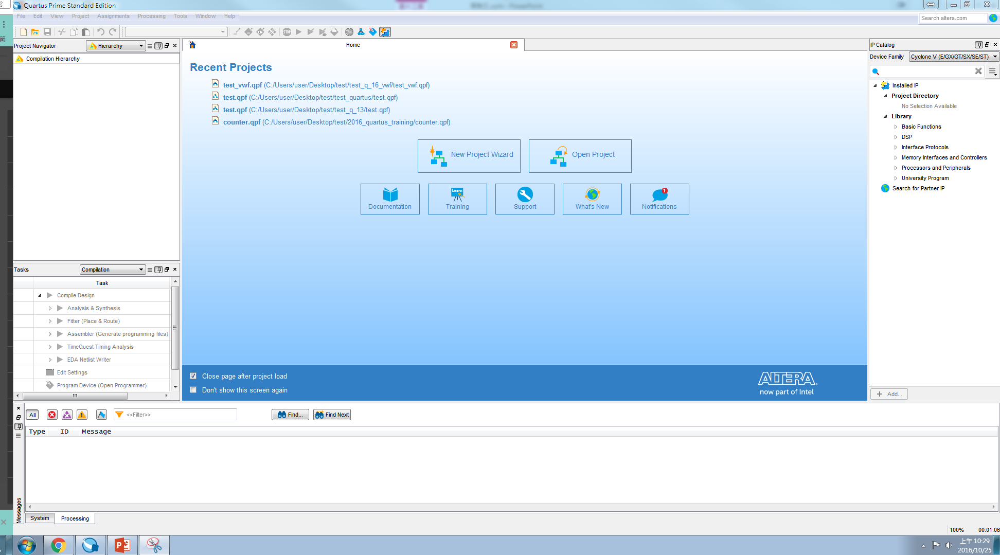 Quartus Prime Standard Edition
File Edit View Project Assignments Processing Tools Window Help
Search altera.com
Project Navigator
Hierarchy
Compilation Hierarchy
Home
Recent Projects
test_vwf.qpf (C:/Users/user/Desktop/test/test_q_16_vwf/test_vwf.qpf)
test.qpf (C:/Users/user/Desktop/test/test_quartus/test.qpf)
test.qpf (C:/Users/user/Desktop/test/test_q_13/test.qpf)
counter.qpf (C:/Users/user/Desktop/test/2016_quartus_training/counter.qpf)
New Project Wizard
Open Project
Documentation
Learn
Training
Support
What's New
1
Notifications
Close page after project load
Don't show this screen again
ALTERA
now part of Intel
IP Catalog
Device Family
Cyclone V (E/GX/GT/SX/SE/ST)
Installed IP
Project Directory
No Selection Available
Library
Basic Functions
DSP
Interface Protocols
Memory Interfaces and Controllers
Processors and Peripherals
University Program
Search for Partner IP
+ Add...
Tasks
Compilation
Task
Compile Design
Analysis & Synthesis
Fitter (Place & Route)
Assembler (Generate programming files)
TimeQuest Timing Analysis
EDA Netlist Writer
Edit Settings
Program Device (Open Programmer)
All
<<Filter>>
Find...
Find Next
Type ID Message
Messages
System
Processing
100% 00:01:06
上午 10:29
2016/10/25